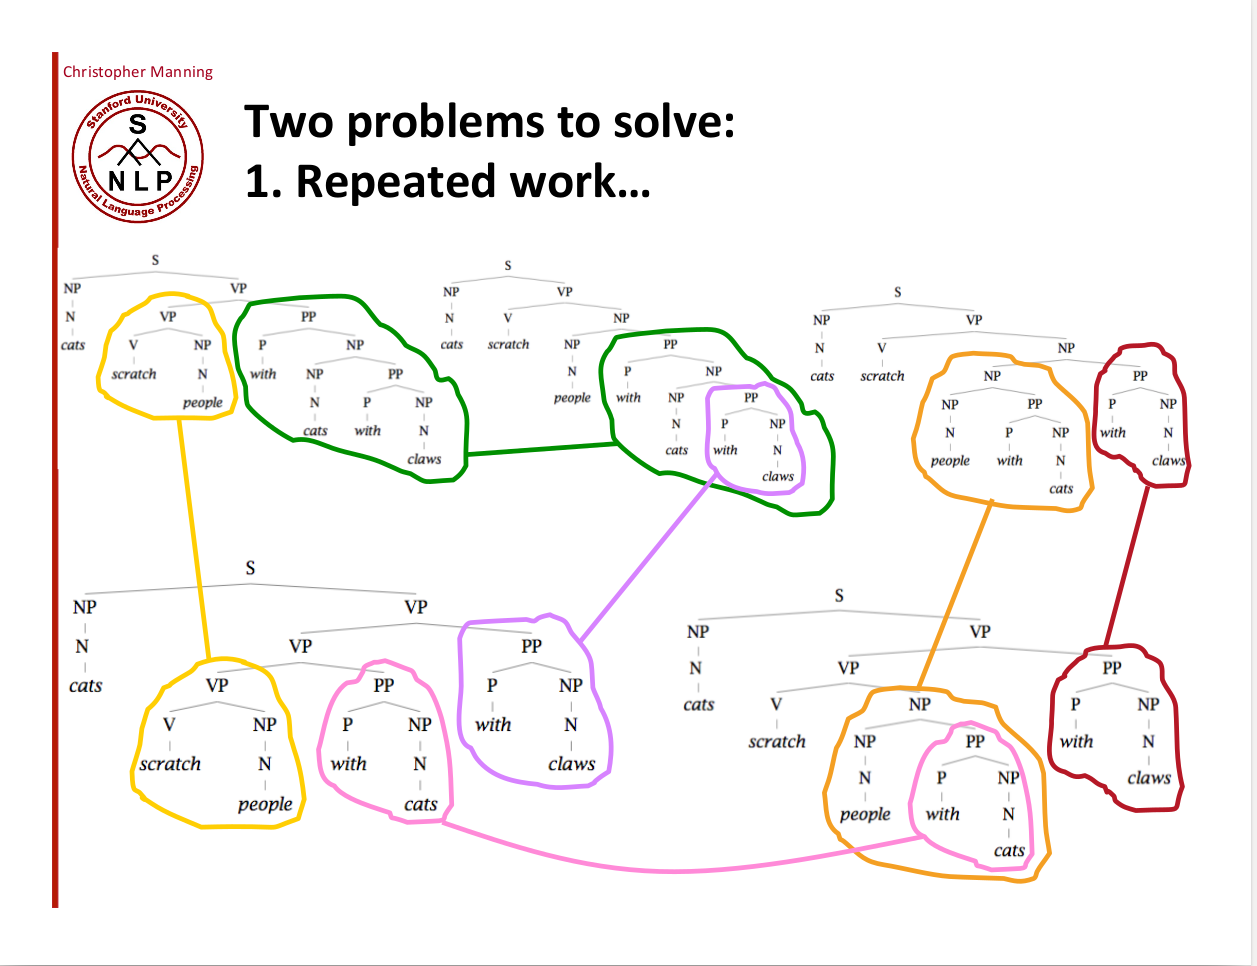 Christopher Manning
Stanford University
S
NLP
Natural Language Processing
Two problems to solve:
1. Repeated work…
S
NP VP
N VP PP
cats V NP P NP
scratch N with NP PP
people N P NP
cats with N
claws
S
NP VP
N V NP
cats scratch NP PP
N P NP
people with NP PP
N P NP
cats with N
claws
S
NP VP
N V NP
cats scratch NP PP
NP PP P NP
N P NP with N
people with N claws
cats
S
NP VP
N VP PP
cats VP PP P NP
V NP P NP with N
scratch N with N claws
people cats
S
NP VP
N VP PP
cats V NP P NP
scratch NP PP with N
N P NP claws
people with N
cats